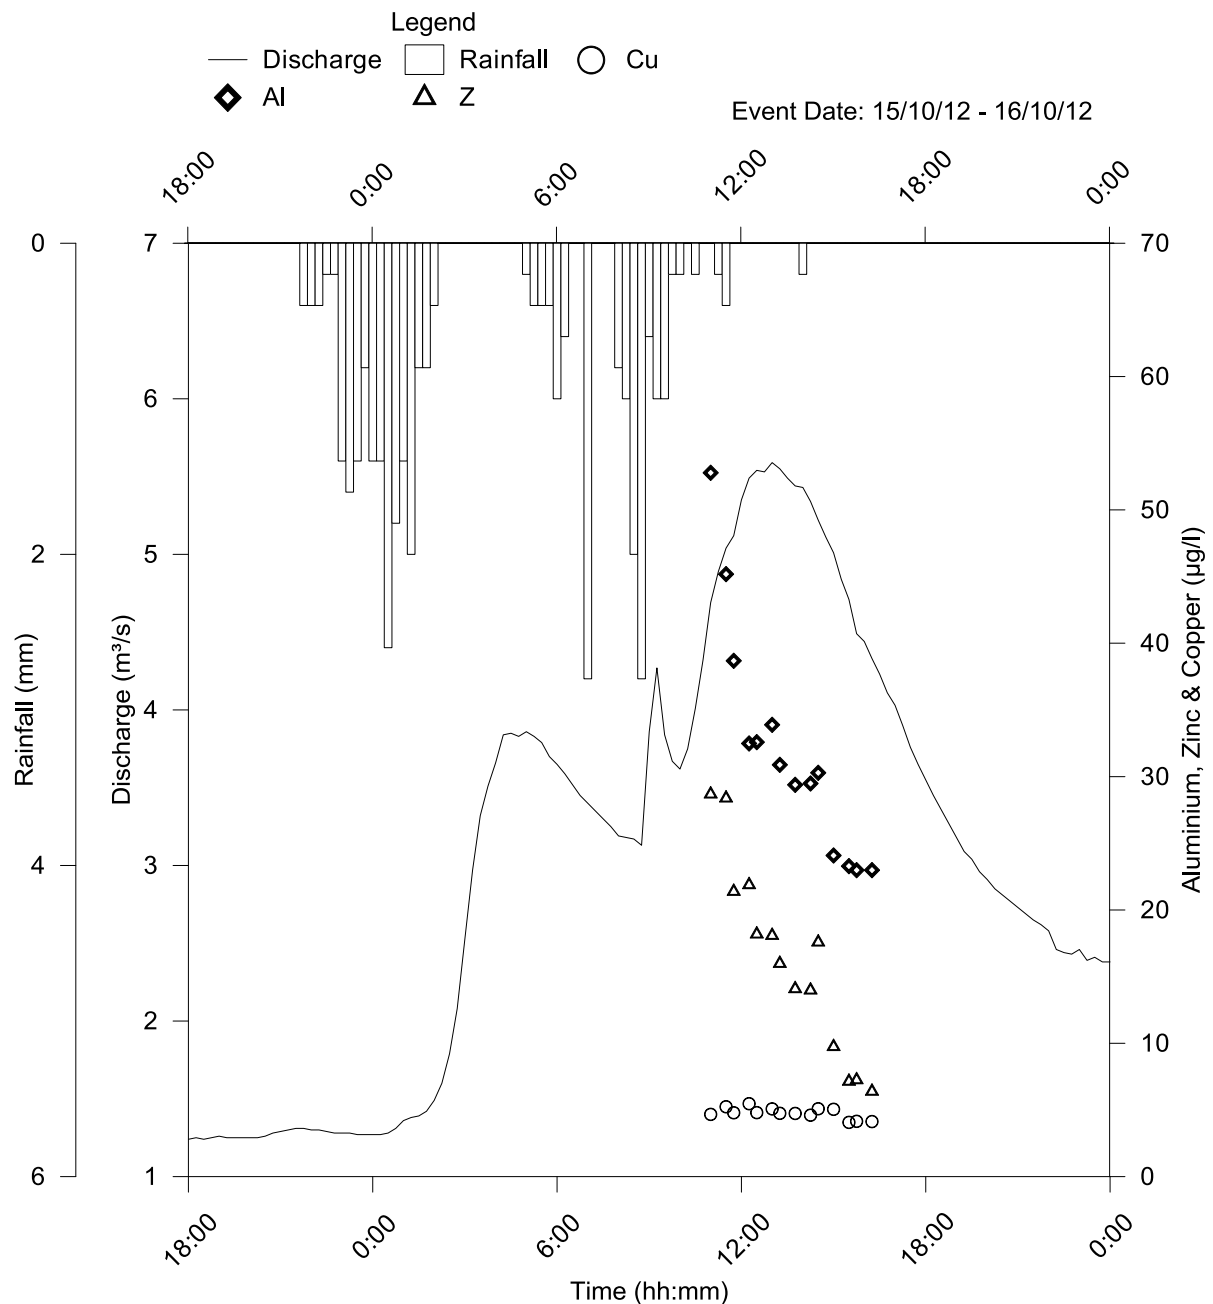 Legend
Discharge Rainfall Cu
Al Z
Event Date: 15/10/12 - 16/10/12
18:00 0:00 6:00 12:00 18:00 0:00
0 7 70
6 60
50
2 5
40
4
30
4 3
20
2
10
6 1 0
Rainfall (mm)
Discharge (m³/s)
Aluminium, Zinc & Copper (µg/l)
18:00 0:00 6:00 12:00 18:00 0:00
Time (hh:mm)